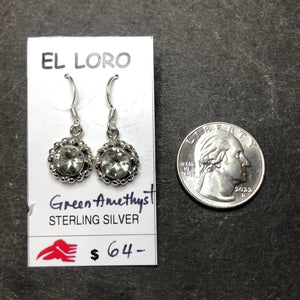 EL LORO
Green Amethyst
STERLING SILVER
$ 64-
LIBERTY
2022